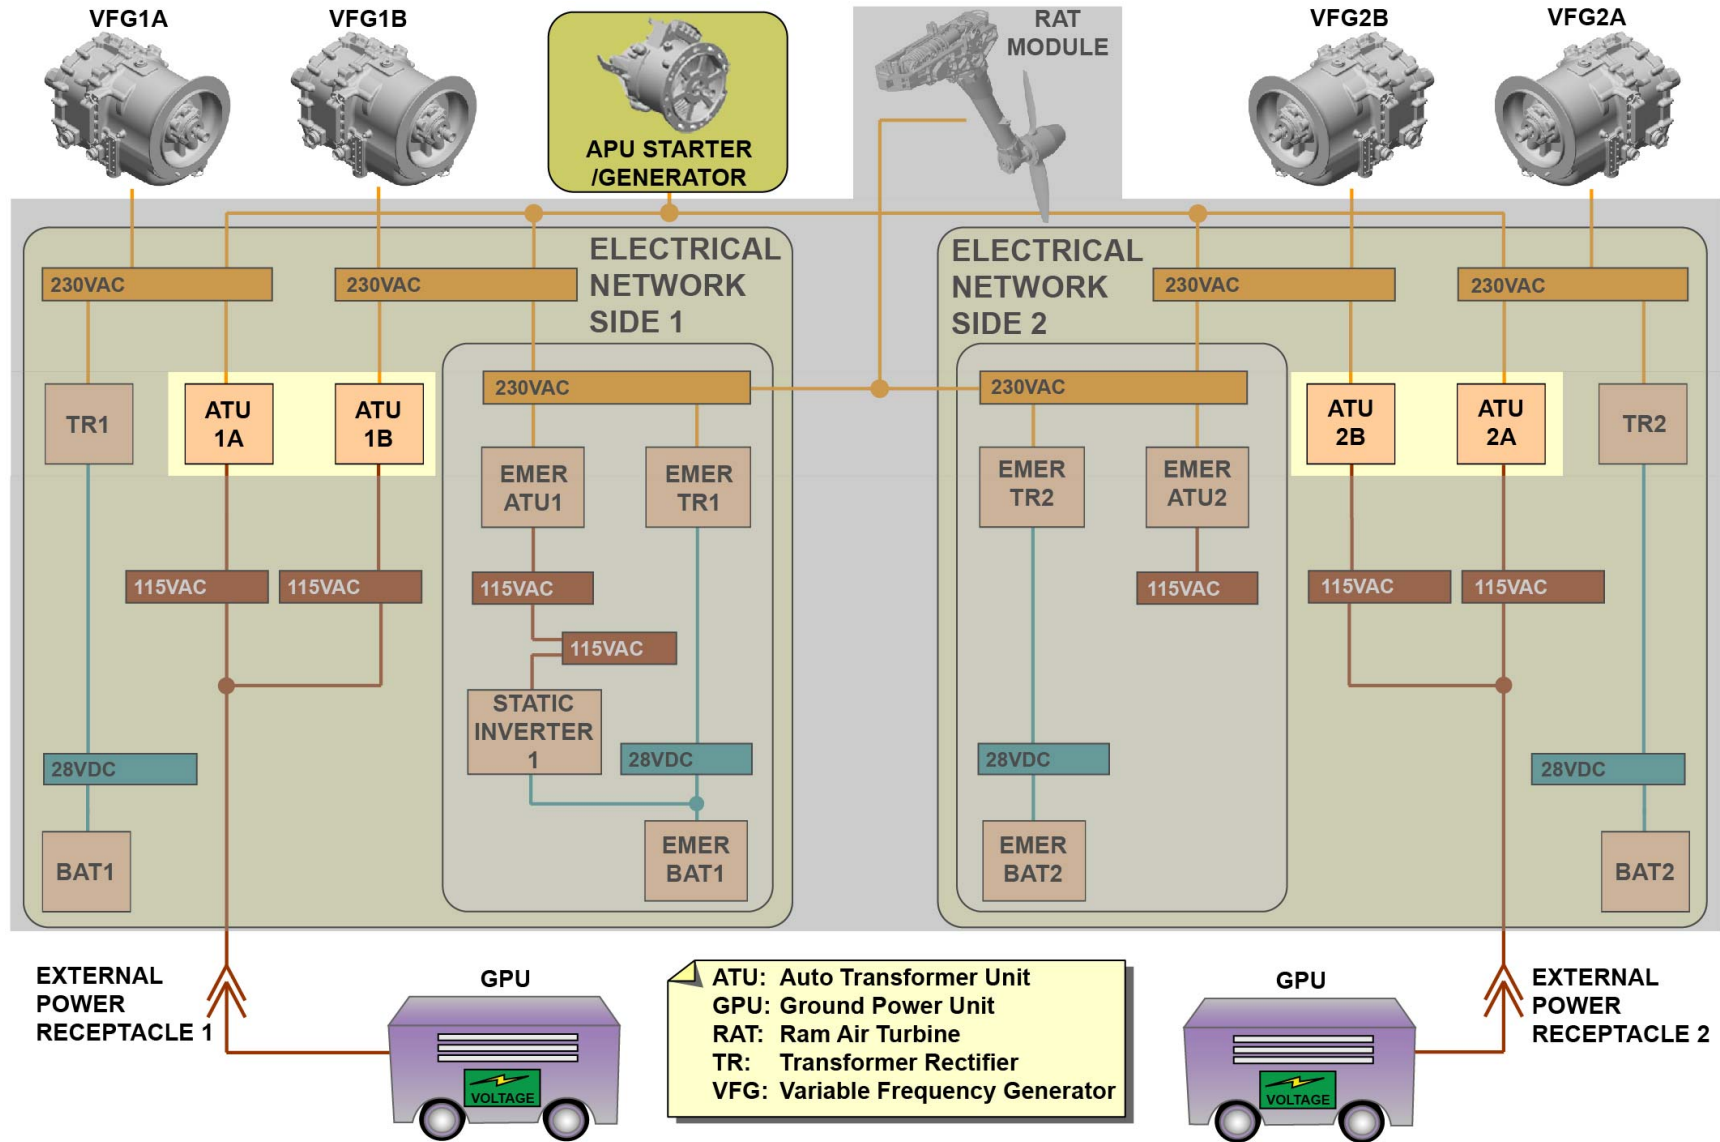 VFG1A
VFG1B
APU STARTER
/GENERATOR
RAT
MODULE
VFG2B
VFG2A
ELECTRICAL
NETWORK
SIDE 1
ELECTRICAL
NETWORK
SIDE 2
230VAC
230VAC
230VAC
230VAC
230VAC
230VAC
TR1
ATU
1A
ATU
1B
EMER
ATU1
EMER
TR1
EMER
TR2
EMER
ATU2
ATU
2B
ATU
2A
TR2
115VAC
115VAC
115VAC
115VAC
115VAC
115VAC
115VAC
STATIC
INVERTER
1
28VDC
28VDC
28VDC
28VDC
BAT1
EMER
BAT1
EMER
BAT2
BAT2
EXTERNAL
POWER
RECEPTACLE 1
GPU
VOLTAGE
ATU: Auto Transformer Unit
GPU: Ground Power Unit
RAT: Ram Air Turbine
TR: Transformer Rectifier
VFG: Variable Frequency Generator
GPU
VOLTAGE
EXTERNAL
POWER
RECEPTACLE 2